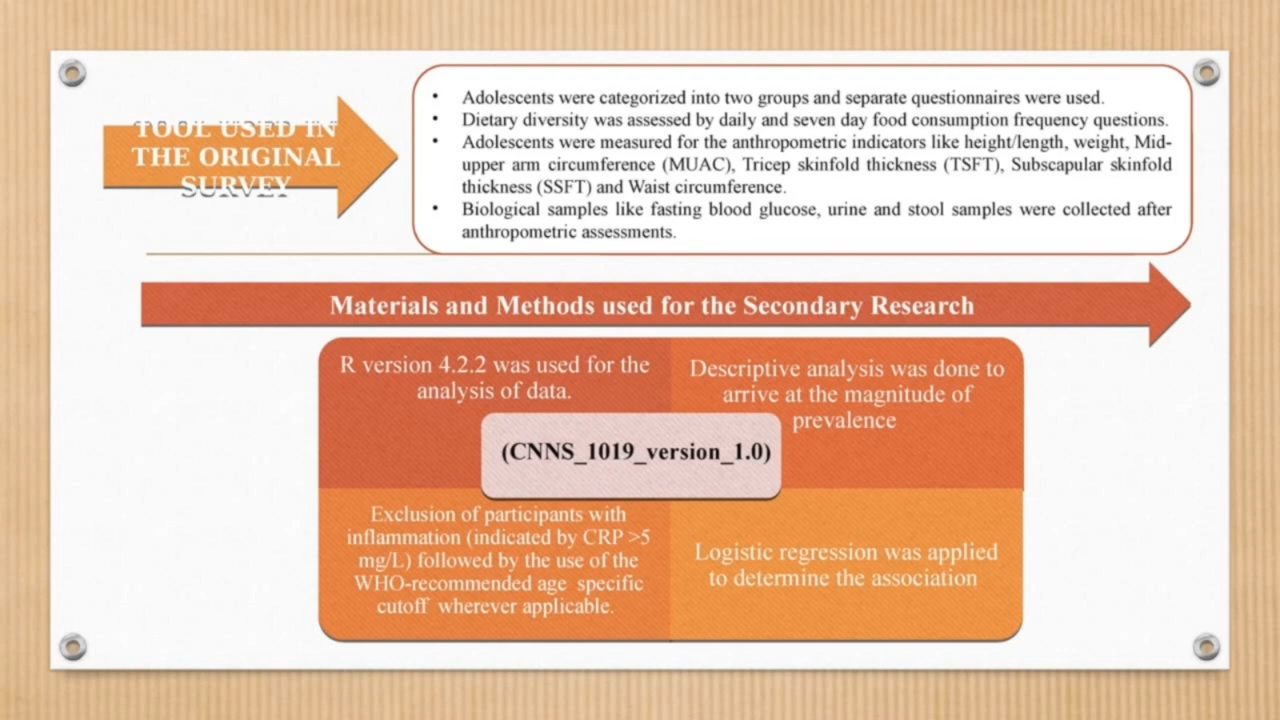 TOOL USED IN
THE ORIGINAL
SURVEY
• Adolescents were categorized into two groups and separate questionnaires were used.
• Dietary diversity was assessed by daily and seven day food consumption frequency questions.
• Adolescents were measured for the anthropometric indicators like height/length, weight, Mid-
upper arm circumference (MUAC), Tricep skinfold thickness (TSFT), Subscapular skinfold
thickness (SSFT) and Waist circumference.
• Biological samples like fasting blood glucose, urine and stool samples were collected after
anthropometric assessments.
Materials and Methods used for the Secondary Research
R version 4.2.2 was used for the
analysis of data.
Descriptive analysis was done to
arrive at the magnitude of
prevalence
(CNNS_1019_version_1.0)
Exclusion of participants with
inflammation (indicated by CRP >5
mg/L) followed by the use of the
WHO-recommended age specific
cutoff wherever applicable.
Logistic regression was applied
to determine the association